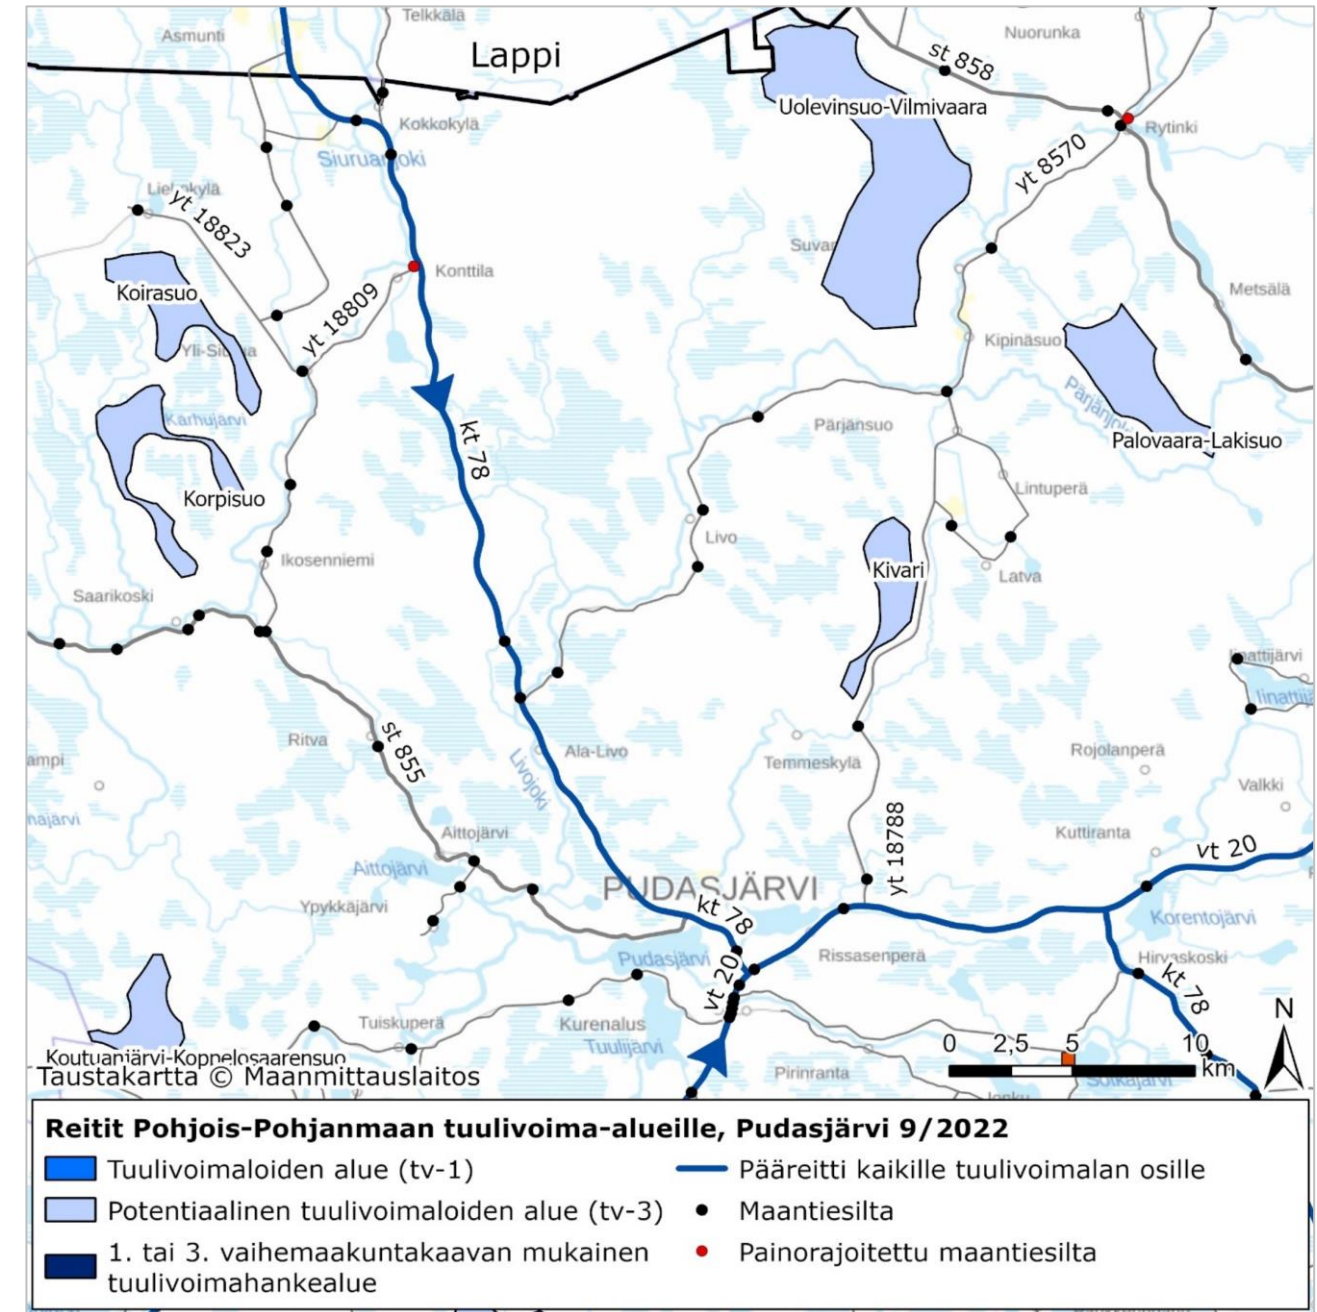 Telkkälä
Asmunti
Lappi
Nuorunka
st 858
Uolevinsuo-Vilmivaara
Kokkokylä
Rytinki
Siuruanjoki
yt 8570
yt 18823
Suvar
Konttila
Koirasuo
Metsälä
yt 18809
Kipinäsuo
Karhujärvi
Pärjänsuo
kt 78
Palovaara-Lakisuo
Korpisuo
Lintuperä
Livo
Ikosenniemi
Kivari
Latva
Saarikoski
Ritva
st 855
Ala-Livo
Livojoki
Temmeskylä
Rojolanperä
ampi
Valkki
najärvi
Aittojärvi
Kuttiranta
vt 20
yt 18788
Aittojärvi
PUDASJÄRVI
Ypykkäjärvi
kt 78
Korentojärvi
Pudasjärvi
Rissasenperä
Hirvaskoski
vt 20
kt 78
Tuiskuperä
Kurenalus
N
Tuulijärvi
0 2,5 5 10
km
Koutuanjärvi-Koppelosaarensuo
Pirinranta
Taustakartta © Maanmittauslaitos
Reitit Pohjois-Pohjanmaan tuulivoima-alueille, Pudasjärvi 9/2022
Tuulivoimaloiden alue (tv-1)
Potentiaalinen tuulivoimaloiden alue (tv-3)
1. tai 3. vaihemaakuntakaavan mukainen
tuulivoimahankealue
Pääreitti kaikille tuulivoimalan osille
Maantiesilta
Painorajoitettu maantiesilta